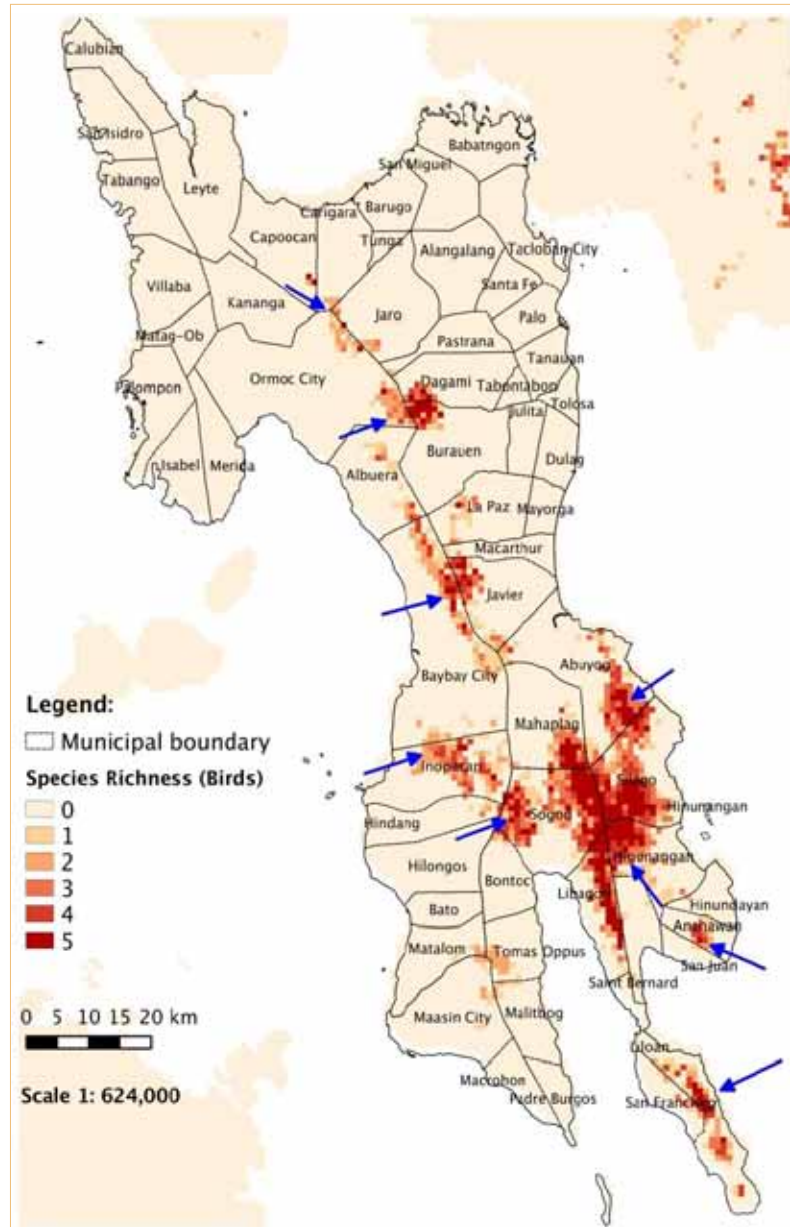 Calubian
San Isidro
Tabango
Leyte
Babatngon
San Miguel
Carigara
Barugo
Capoocan
Tunga
Alangalang
Tacloban City
Villaba
Kananga
Santa Fe
Jaro
Palo
Matag-Ob
Pastrana
Tanauan
Palompon
Ormoc City
Dagami
Tabontabon
Julita
Tolosa
Isabel
Merida
Albuera
Burauen
Dulag
La Paz
Mayorga
Macarthur
Javier
Baybay City
Abuyog
Mahaplag
Inopacan
Silago
Hinunangan
Hindang
Sogod
Hilongos
Bontoc
Libagon
Hinundayan
Bato
Anahawan
Matalom
Tomas Oppus
San Juan
Saint Bernard
Maasin City
Malitbog
Liloan
Macrohon
Padre Burgos
San Francisco
Legend:
Municipal boundary
Species Richness (Birds)
0
1
2
3
4
5
0 5 10 15 20 km
Scale 1: 624,000